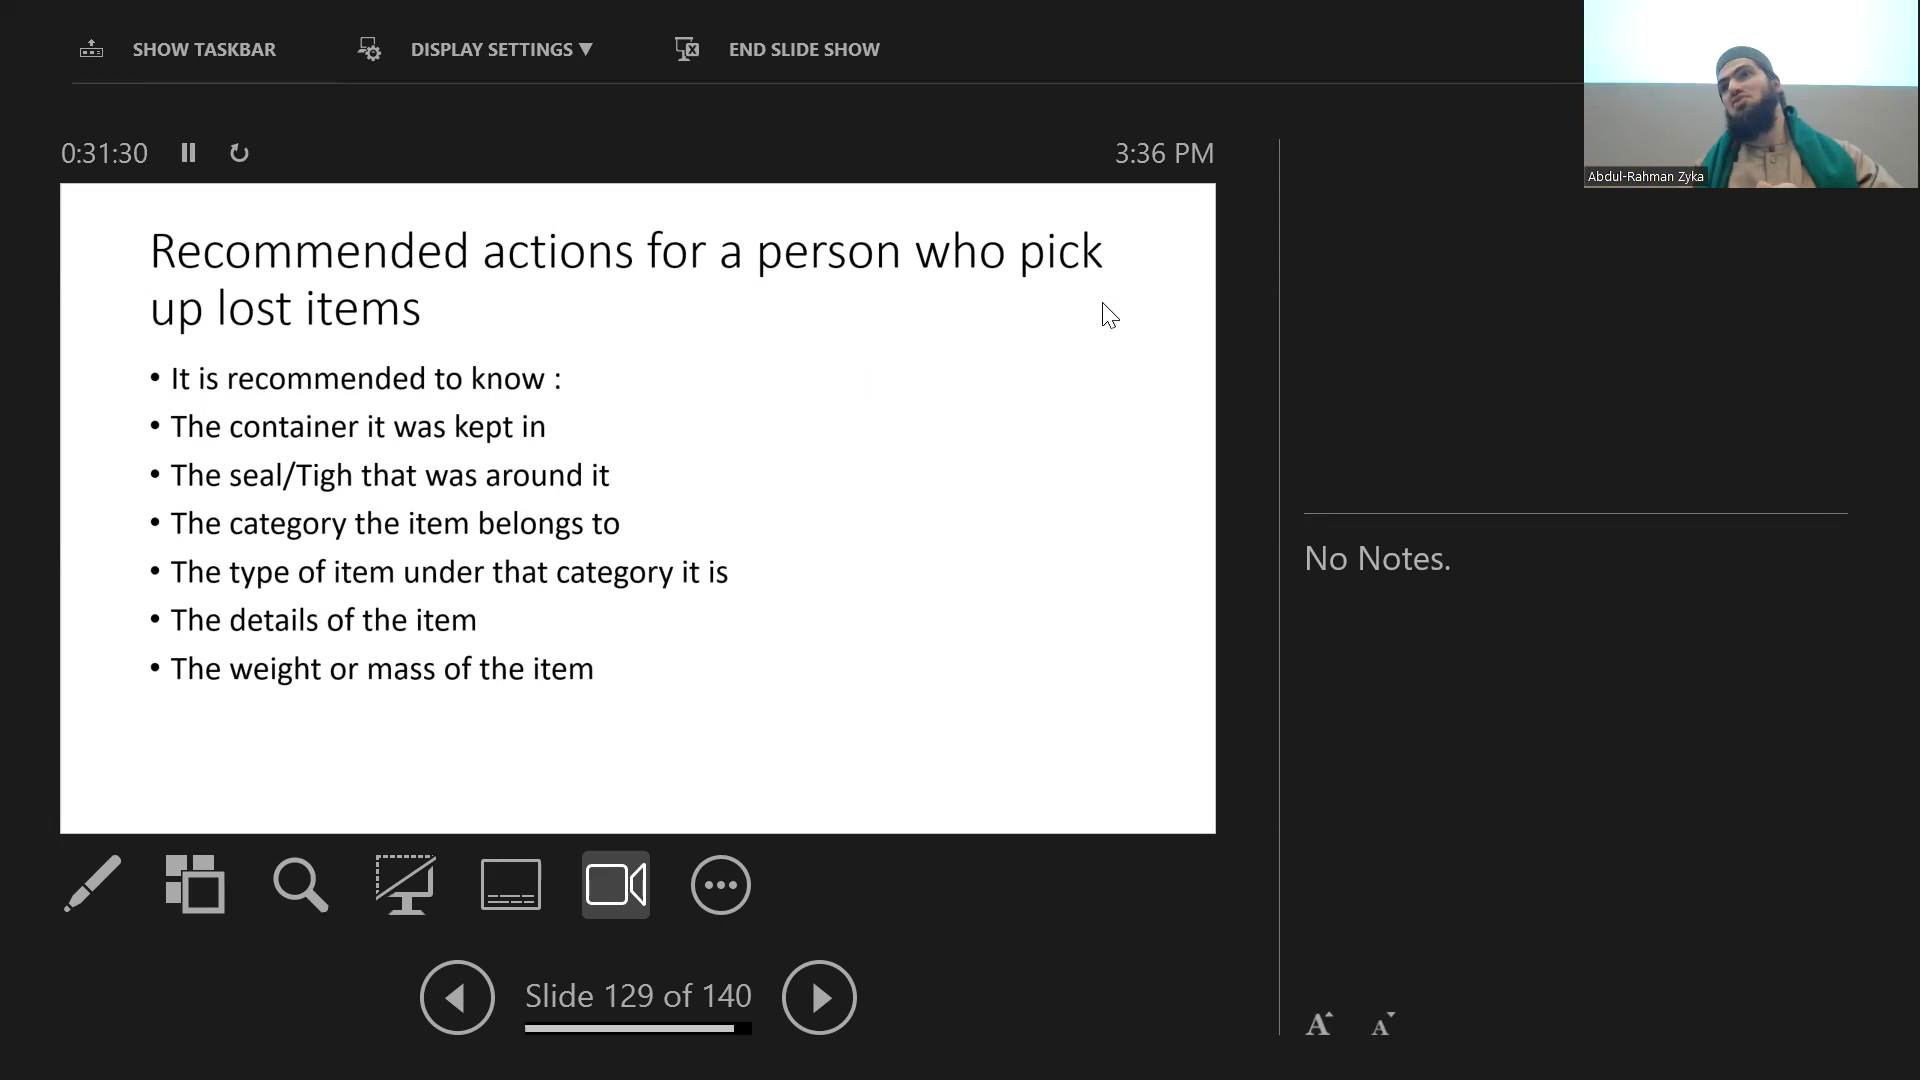 SHOW TASKBAR
DISPLAY SETTINGS ▼
END SLIDE SHOW
Abdul-Rahman Zyka
0:31:30
3:36 PM
Recommended actions for a person who pick
up lost items
• It is recommended to know :
• The container it was kept in
• The seal/Tigh that was around it
• The category the item belongs to
• The type of item under that category it is
• The details of the item
• The weight or mass of the item
No Notes.
Slide 129 of 140
A A